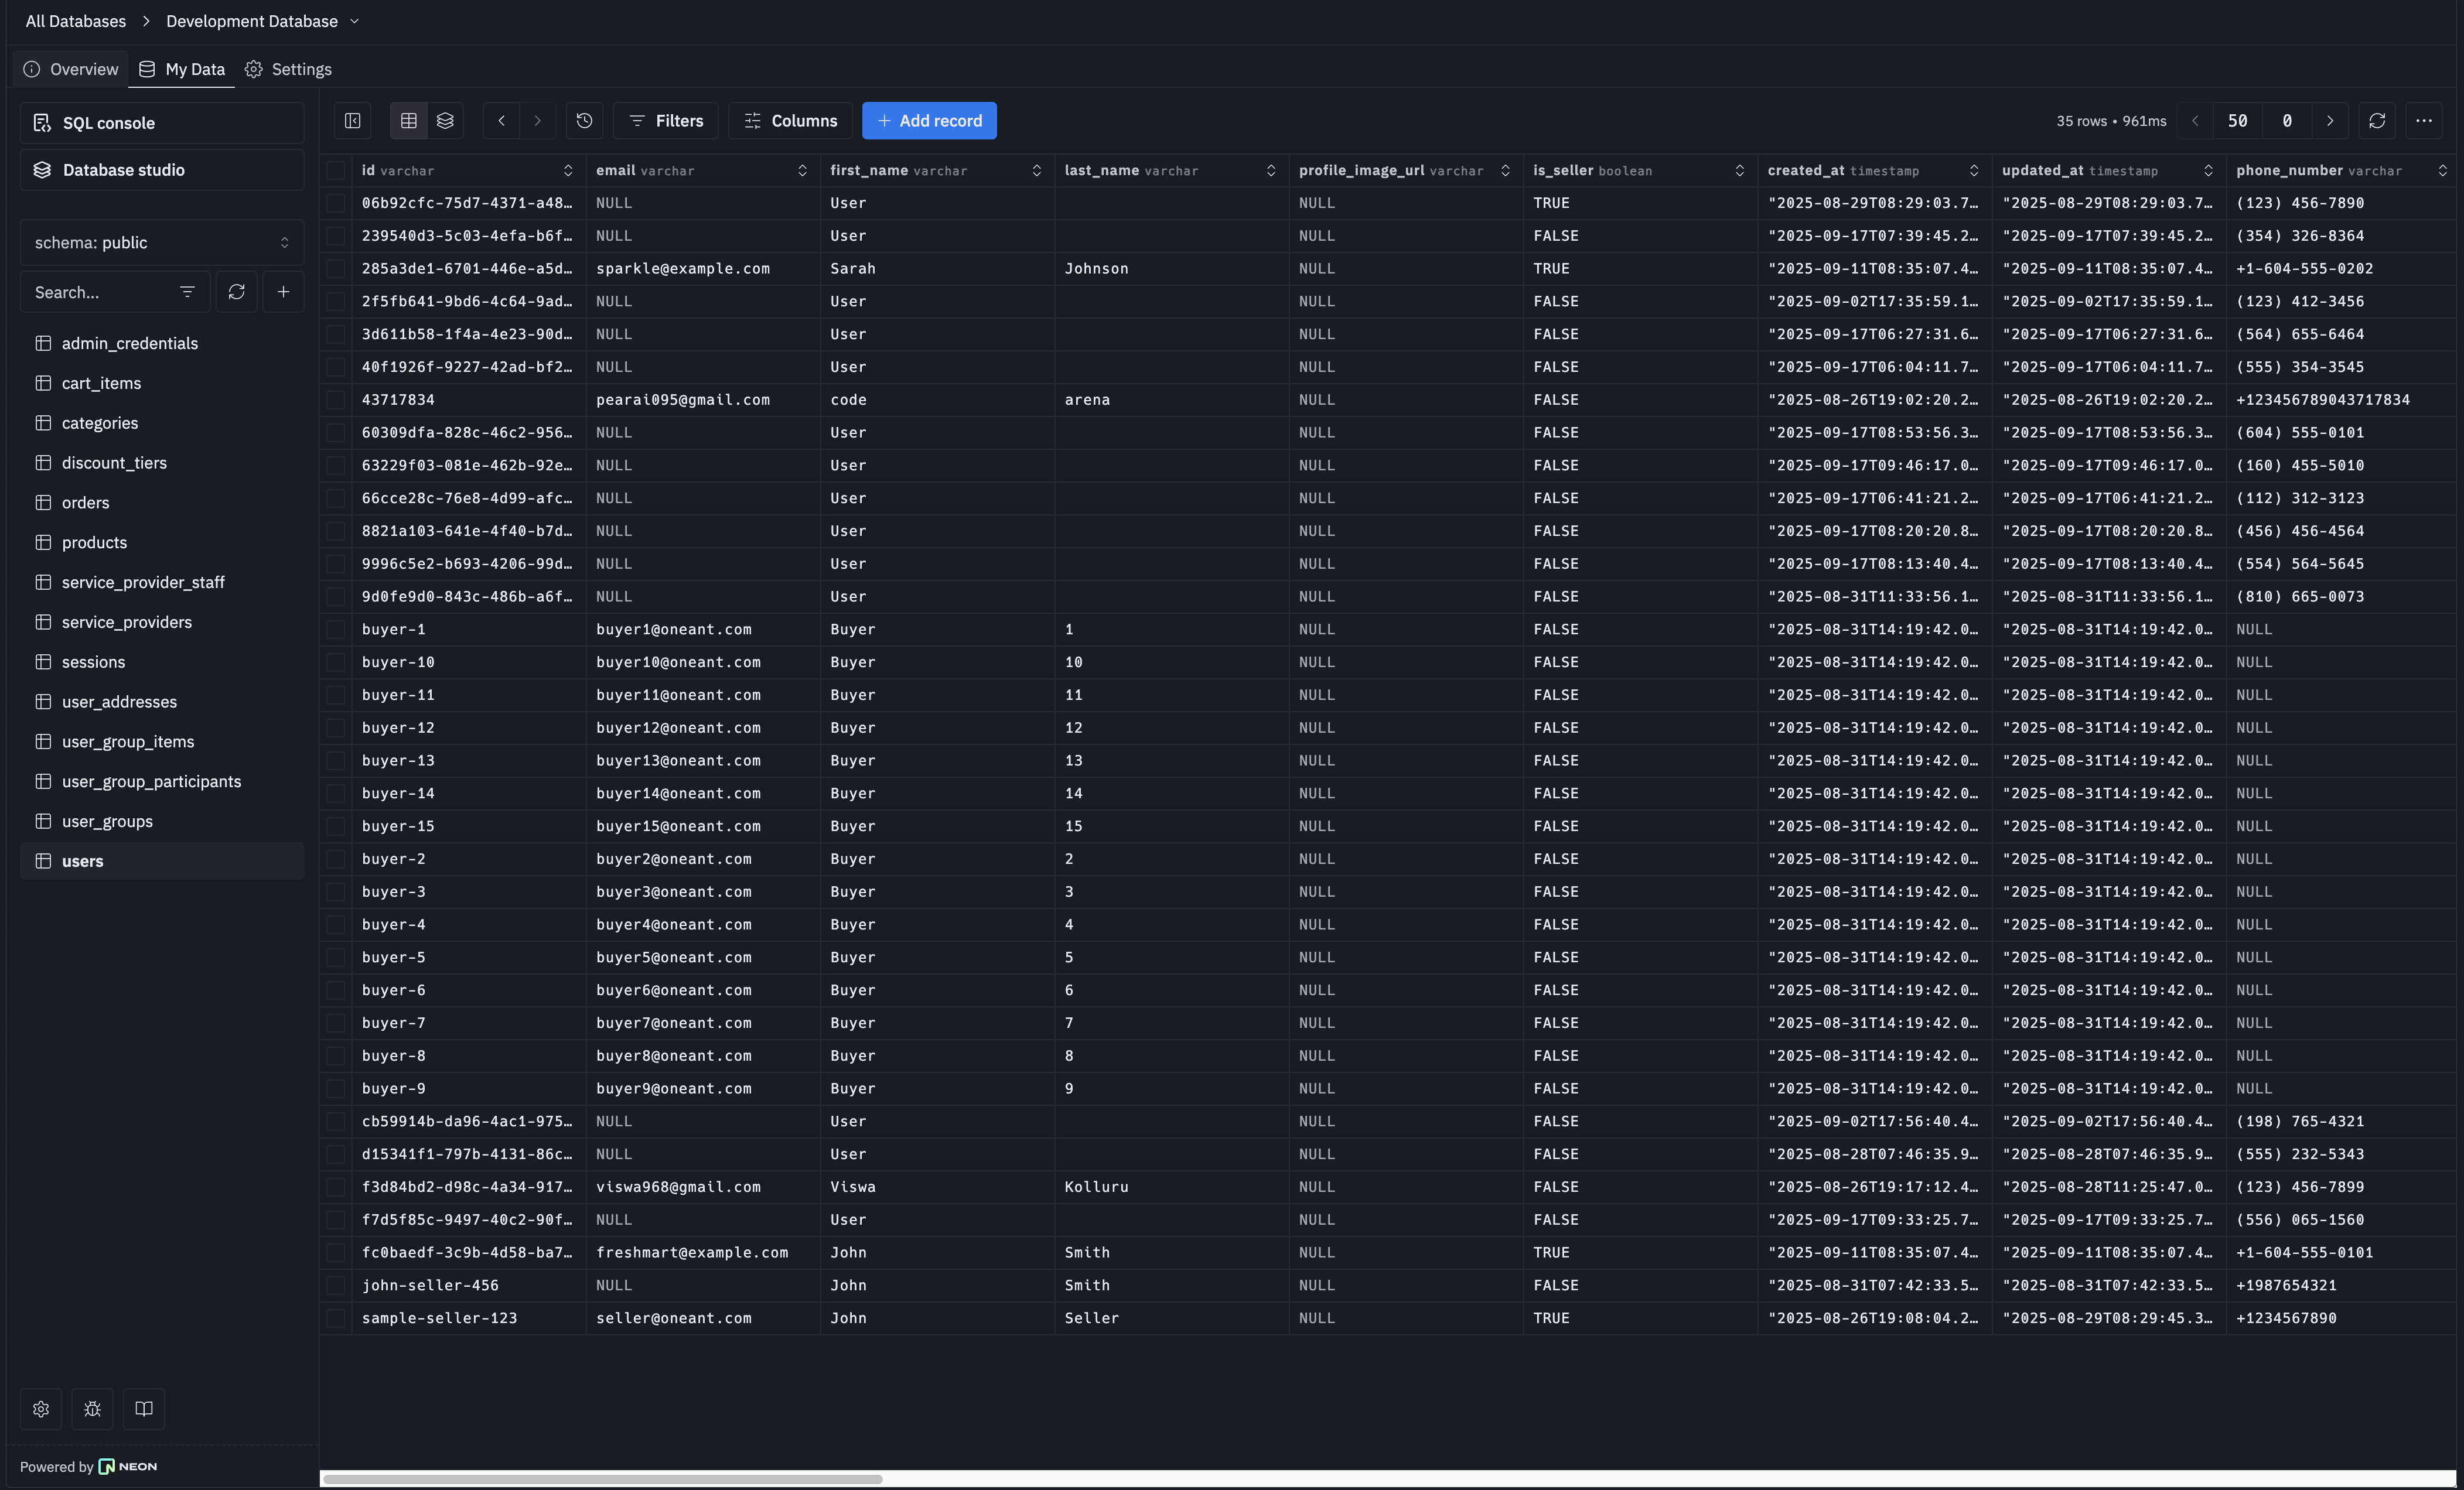 All Databases > Development Database
Overview My Data Settings
SQL console
Database studio
schema: public
Search...
admin_credentials
cart_items
categories
discount_tiers
orders
products
service_provider_staff
service_providers
sessions
user_addresses
user_group_items
user_group_participants
user_groups
users
Powered by NEON
Filters Columns + Add record 35 rows • 961ms 50 0
id varchar email varchar first_name varchar last_name varchar profile_image_url varchar is_seller boolean created_at timestamp updated_at timestamp phone_number varchar
06b92cfc-75d7-4371-a48… NULL User NULL TRUE "2025-08-29T08:29:03.7… "2025-08-29T08:29:03.7… (123) 456-7890
239540d3-5c03-4efa-b6f… NULL User NULL FALSE "2025-09-17T07:39:45.2… "2025-09-17T07:39:45.2… (354) 326-8364
285a3de1-6701-446e-a5d… sparkle@example.com Sarah Johnson NULL TRUE "2025-09-11T08:35:07.4… "2025-09-11T08:35:07.4… +1-604-555-0202
2f5fb641-9bd6-4c64-9ad… NULL User NULL FALSE "2025-09-02T17:35:59.1… "2025-09-02T17:35:59.1… (123) 412-3456
3d611b58-1f4a-4e23-90d… NULL User NULL FALSE "2025-09-17T06:27:31.6… "2025-09-17T06:27:31.6… (564) 655-6464
40f1926f-9227-42ad-bf2… NULL User NULL FALSE "2025-09-17T06:04:11.7… "2025-09-17T06:04:11.7… (555) 354-3545
43717834 pearai095@gmail.com code arena NULL FALSE "2025-08-26T19:02:20.2… "2025-08-26T19:02:20.2… +123456789043717834
60309dfa-828c-46c2-956… NULL User NULL FALSE "2025-09-17T08:53:56.3… "2025-09-17T08:53:56.3… (604) 555-0101
63229f03-081e-462b-92e… NULL User NULL FALSE "2025-09-17T09:46:17.0… "2025-09-17T09:46:17.0… (160) 455-5010
66cce28c-76e8-4d99-afc… NULL User NULL FALSE "2025-09-17T06:41:21.2… "2025-09-17T06:41:21.2… (112) 312-3123
8821a103-641e-4f40-b7d… NULL User NULL FALSE "2025-09-17T08:20:20.8… "2025-09-17T08:20:20.8… (456) 456-4564
9996c5e2-b693-4206-99d… NULL User NULL FALSE "2025-09-17T08:13:40.4… "2025-09-17T08:13:40.4… (554) 564-5645
9d0fe9d0-843c-486b-a6f… NULL User NULL FALSE "2025-08-31T11:33:56.1… "2025-08-31T11:33:56.1… (810) 665-0073
buyer-1 buyer1@oneant.com Buyer 1 NULL FALSE "2025-08-31T14:19:42.0… "2025-08-31T14:19:42.0… NULL
buyer-10 buyer10@oneant.com Buyer 10 NULL FALSE "2025-08-31T14:19:42.0… "2025-08-31T14:19:42.0… NULL
buyer-11 buyer11@oneant.com Buyer 11 NULL FALSE "2025-08-31T14:19:42.0… "2025-08-31T14:19:42.0… NULL
buyer-12 buyer12@oneant.com Buyer 12 NULL FALSE "2025-08-31T14:19:42.0… "2025-08-31T14:19:42.0… NULL
buyer-13 buyer13@oneant.com Buyer 13 NULL FALSE "2025-08-31T14:19:42.0… "2025-08-31T14:19:42.0… NULL
buyer-14 buyer14@oneant.com Buyer 14 NULL FALSE "2025-08-31T14:19:42.0… "2025-08-31T14:19:42.0… NULL
buyer-15 buyer15@oneant.com Buyer 15 NULL FALSE "2025-08-31T14:19:42.0… "2025-08-31T14:19:42.0… NULL
buyer-2 buyer2@oneant.com Buyer 2 NULL FALSE "2025-08-31T14:19:42.0… "2025-08-31T14:19:42.0… NULL
buyer-3 buyer3@oneant.com Buyer 3 NULL FALSE "2025-08-31T14:19:42.0… "2025-08-31T14:19:42.0… NULL
buyer-4 buyer4@oneant.com Buyer 4 NULL FALSE "2025-08-31T14:19:42.0… "2025-08-31T14:19:42.0… NULL
buyer-5 buyer5@oneant.com Buyer 5 NULL FALSE "2025-08-31T14:19:42.0… "2025-08-31T14:19:42.0… NULL
buyer-6 buyer6@oneant.com Buyer 6 NULL FALSE "2025-08-31T14:19:42.0… "2025-08-31T14:19:42.0… NULL
buyer-7 buyer7@oneant.com Buyer 7 NULL FALSE "2025-08-31T14:19:42.0… "2025-08-31T14:19:42.0… NULL
buyer-8 buyer8@oneant.com Buyer 8 NULL FALSE "2025-08-31T14:19:42.0… "2025-08-31T14:19:42.0… NULL
buyer-9 buyer9@oneant.com Buyer 9 NULL FALSE "2025-08-31T14:19:42.0… "2025-08-31T14:19:42.0… NULL
cb59914b-da96-4ac1-975… NULL User NULL FALSE "2025-09-02T17:56:40.4… "2025-09-02T17:56:40.4… (198) 765-4321
d15341f1-797b-4131-86c… NULL User NULL FALSE "2025-08-28T07:46:35.9… "2025-08-28T07:46:35.9… (555) 232-5343
f3d84bd2-d98c-4a34-917… viswa968@gmail.com Viswa Kolluru NULL FALSE "2025-08-26T19:17:12.4… "2025-08-28T11:25:47.0… (123) 456-7899
f7d5f85c-9497-40c2-90f… NULL User NULL FALSE "2025-09-17T09:33:25.7… "2025-09-17T09:33:25.7… (556) 065-1560
fc0baedf-3c9b-4d58-ba7… freshmart@example.com John Smith NULL TRUE "2025-09-11T08:35:07.4… "2025-09-11T08:35:07.4… +1-604-555-0101
john-seller-456 NULL John Smith NULL FALSE "2025-08-31T07:42:33.5… "2025-08-31T07:42:33.5… +1987654321
sample-seller-123 seller@oneant.com John Seller NULL TRUE "2025-08-26T19:08:04.2… "2025-08-29T08:29:45.3… +1234567890